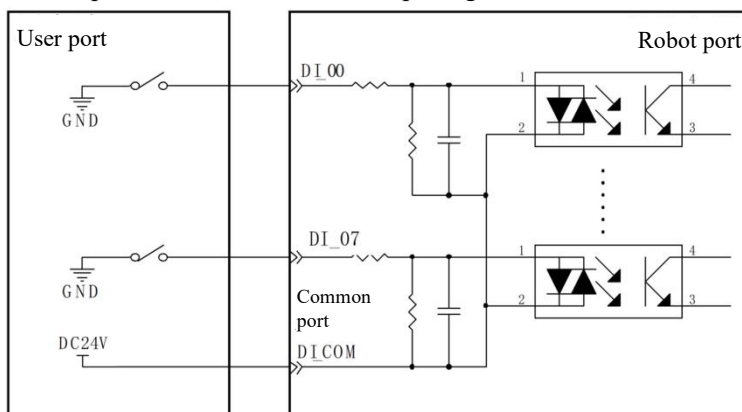 User port
Robot port
DI_00
1
4
GND
2
3
DI_07
1
4
GND
Common
port
2
3
DC24V
DI_COM